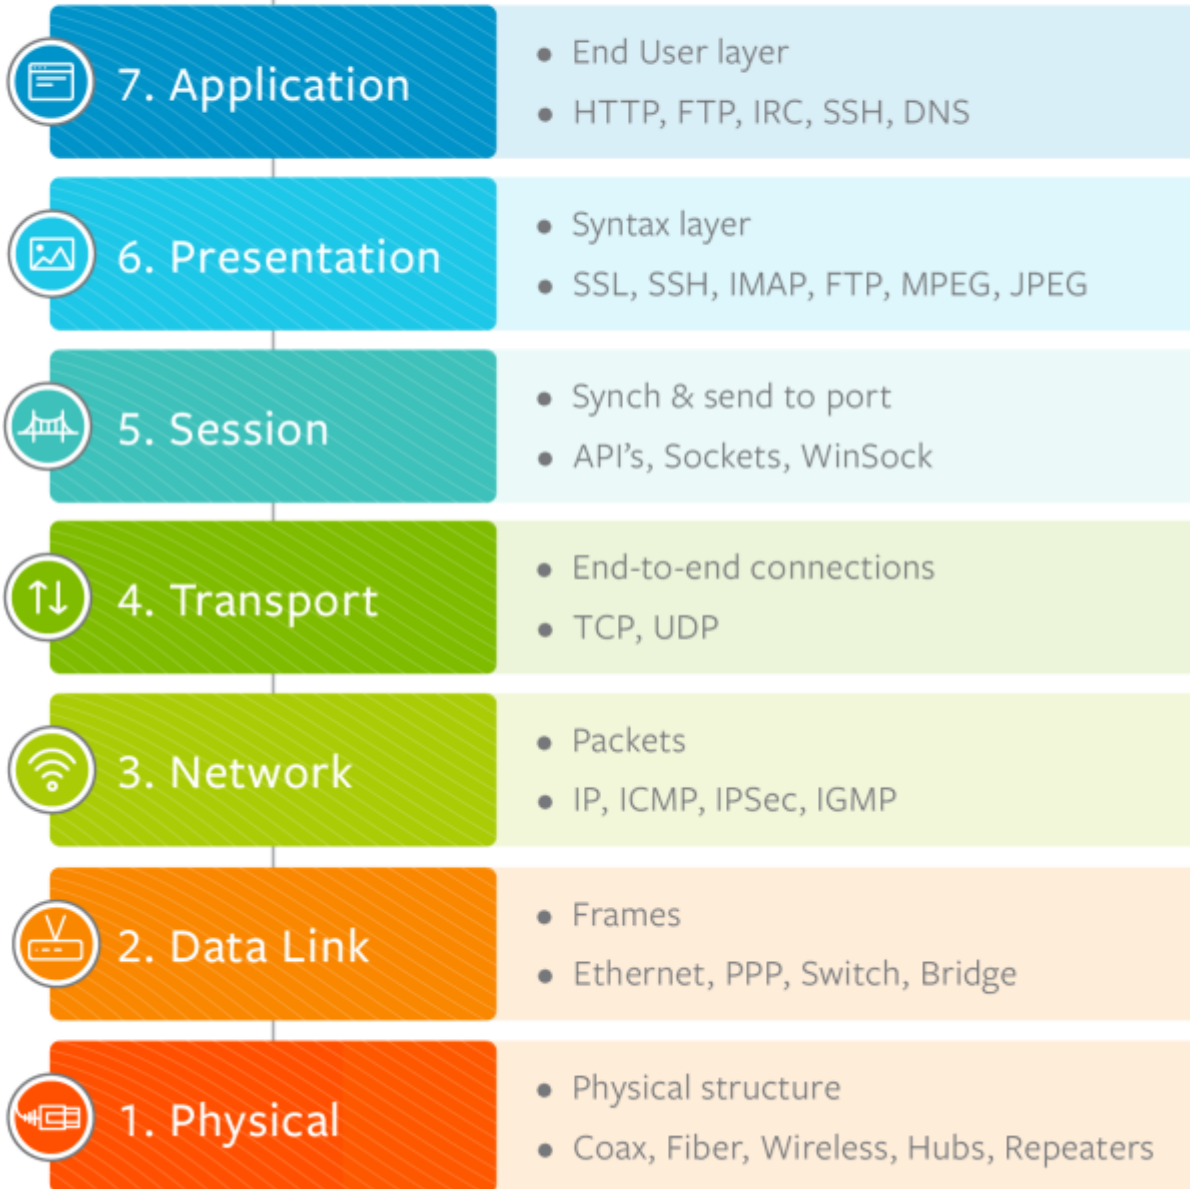 7. Application
• End User layer
• HTTP, FTP, IRC, SSH, DNS
6. Presentation
• Syntax layer
• SSL, SSH, IMAP, FTP, MPEG, JPEG
5. Session
• Synch & send to port
• API’s, Sockets, WinSock
4. Transport
• End-to-end connections
• TCP, UDP
3. Network
• Packets
• IP, ICMP, IPSec, IGMP
2. Data Link
• Frames
• Ethernet, PPP, Switch, Bridge
1. Physical
• Physical structure
• Coax, Fiber, Wireless, Hubs, Repeaters